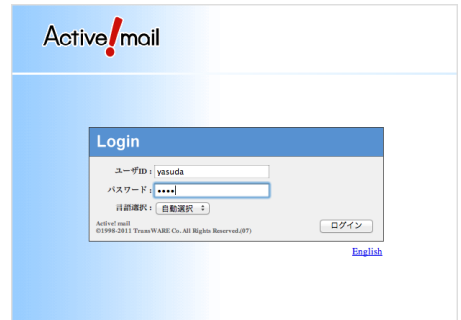 Active!mail
Login
ユーザID : yasuda
パスワード : ••••
言語選択 : 自動選択
Active! mail
©1998-2011 TransWARE Co. All Rights Reserved.(07)
ログイン
English